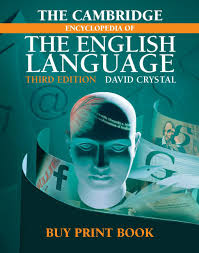 THE CAMBRIDGE
ENCYCLOPEDIA OF
THE ENGLISH
LANGUAGE
THIRD EDITION DAVID CRYSTAL
@
BUY PRINT BOOK